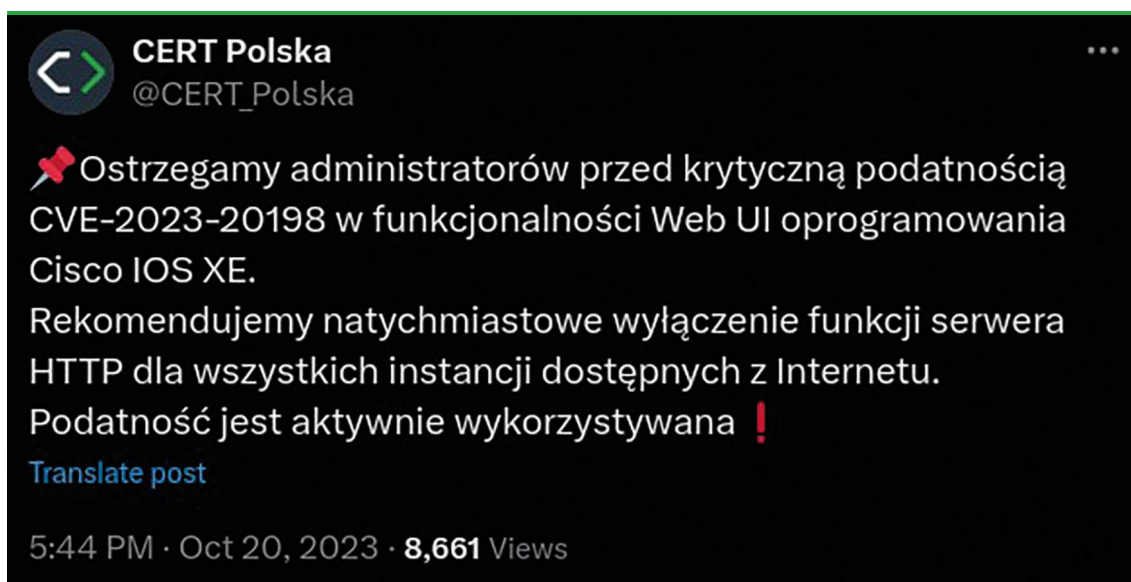 CERT Polska
@CERT_Polska
📌Ostrzegamy administratorów przed krytyczną podatnością
CVE-2023-20198 w funkcjonalności Web UI oprogramowania
Cisco IOS XE.
Rekomendujemy natychmiastowe wyłączenie funkcji serwera
HTTP dla wszystkich instancji dostępnych z Internetu.
Podatność jest aktywnie wykorzystywana❗
Translate post
5:44 PM · Oct 20, 2023 · 8,661 Views